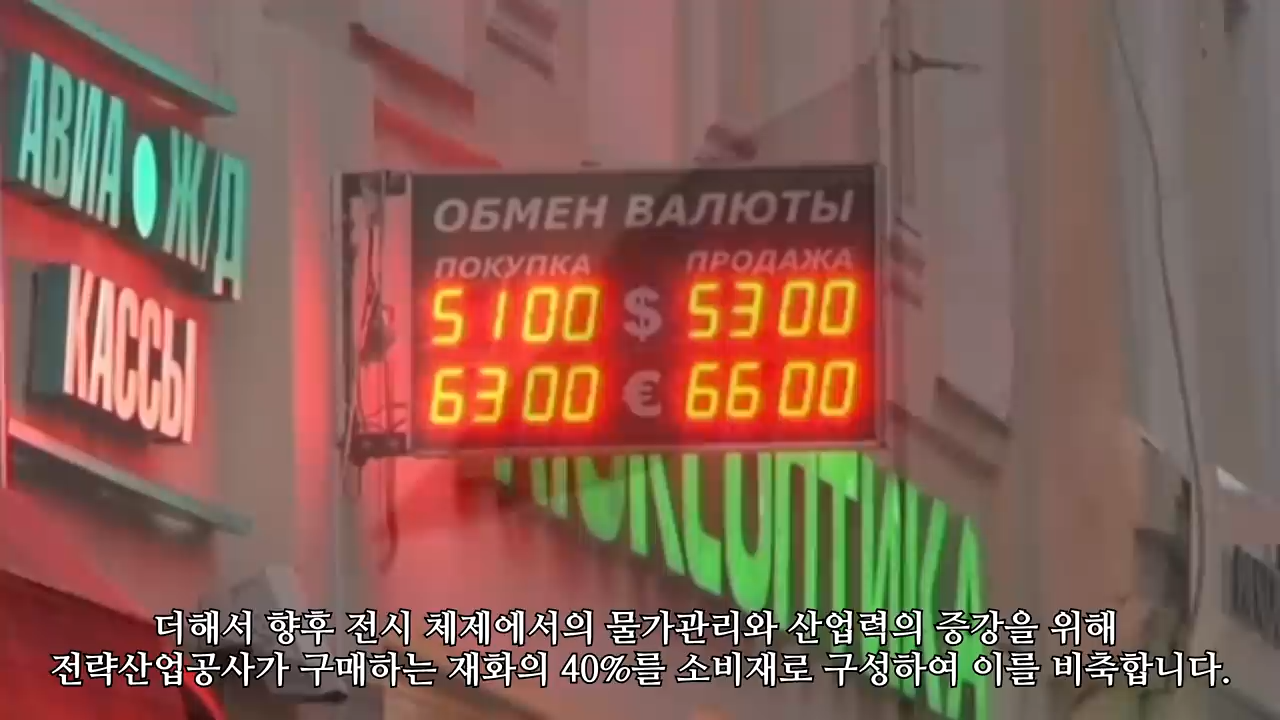 АВИА Ж/Д
КАССЫ
ОБМЕН ВАЛЮТЫ
ПОКУПКА ПРОДАЖА
5100 $ 5300
6300 € 6600
더해서 향후 전시 체제에서의 물가관리와 산업력의 증강을 위해
전략산업공사가 구매하는 재화의 40%를 소비재로 구성하여 이를 비축합니다.